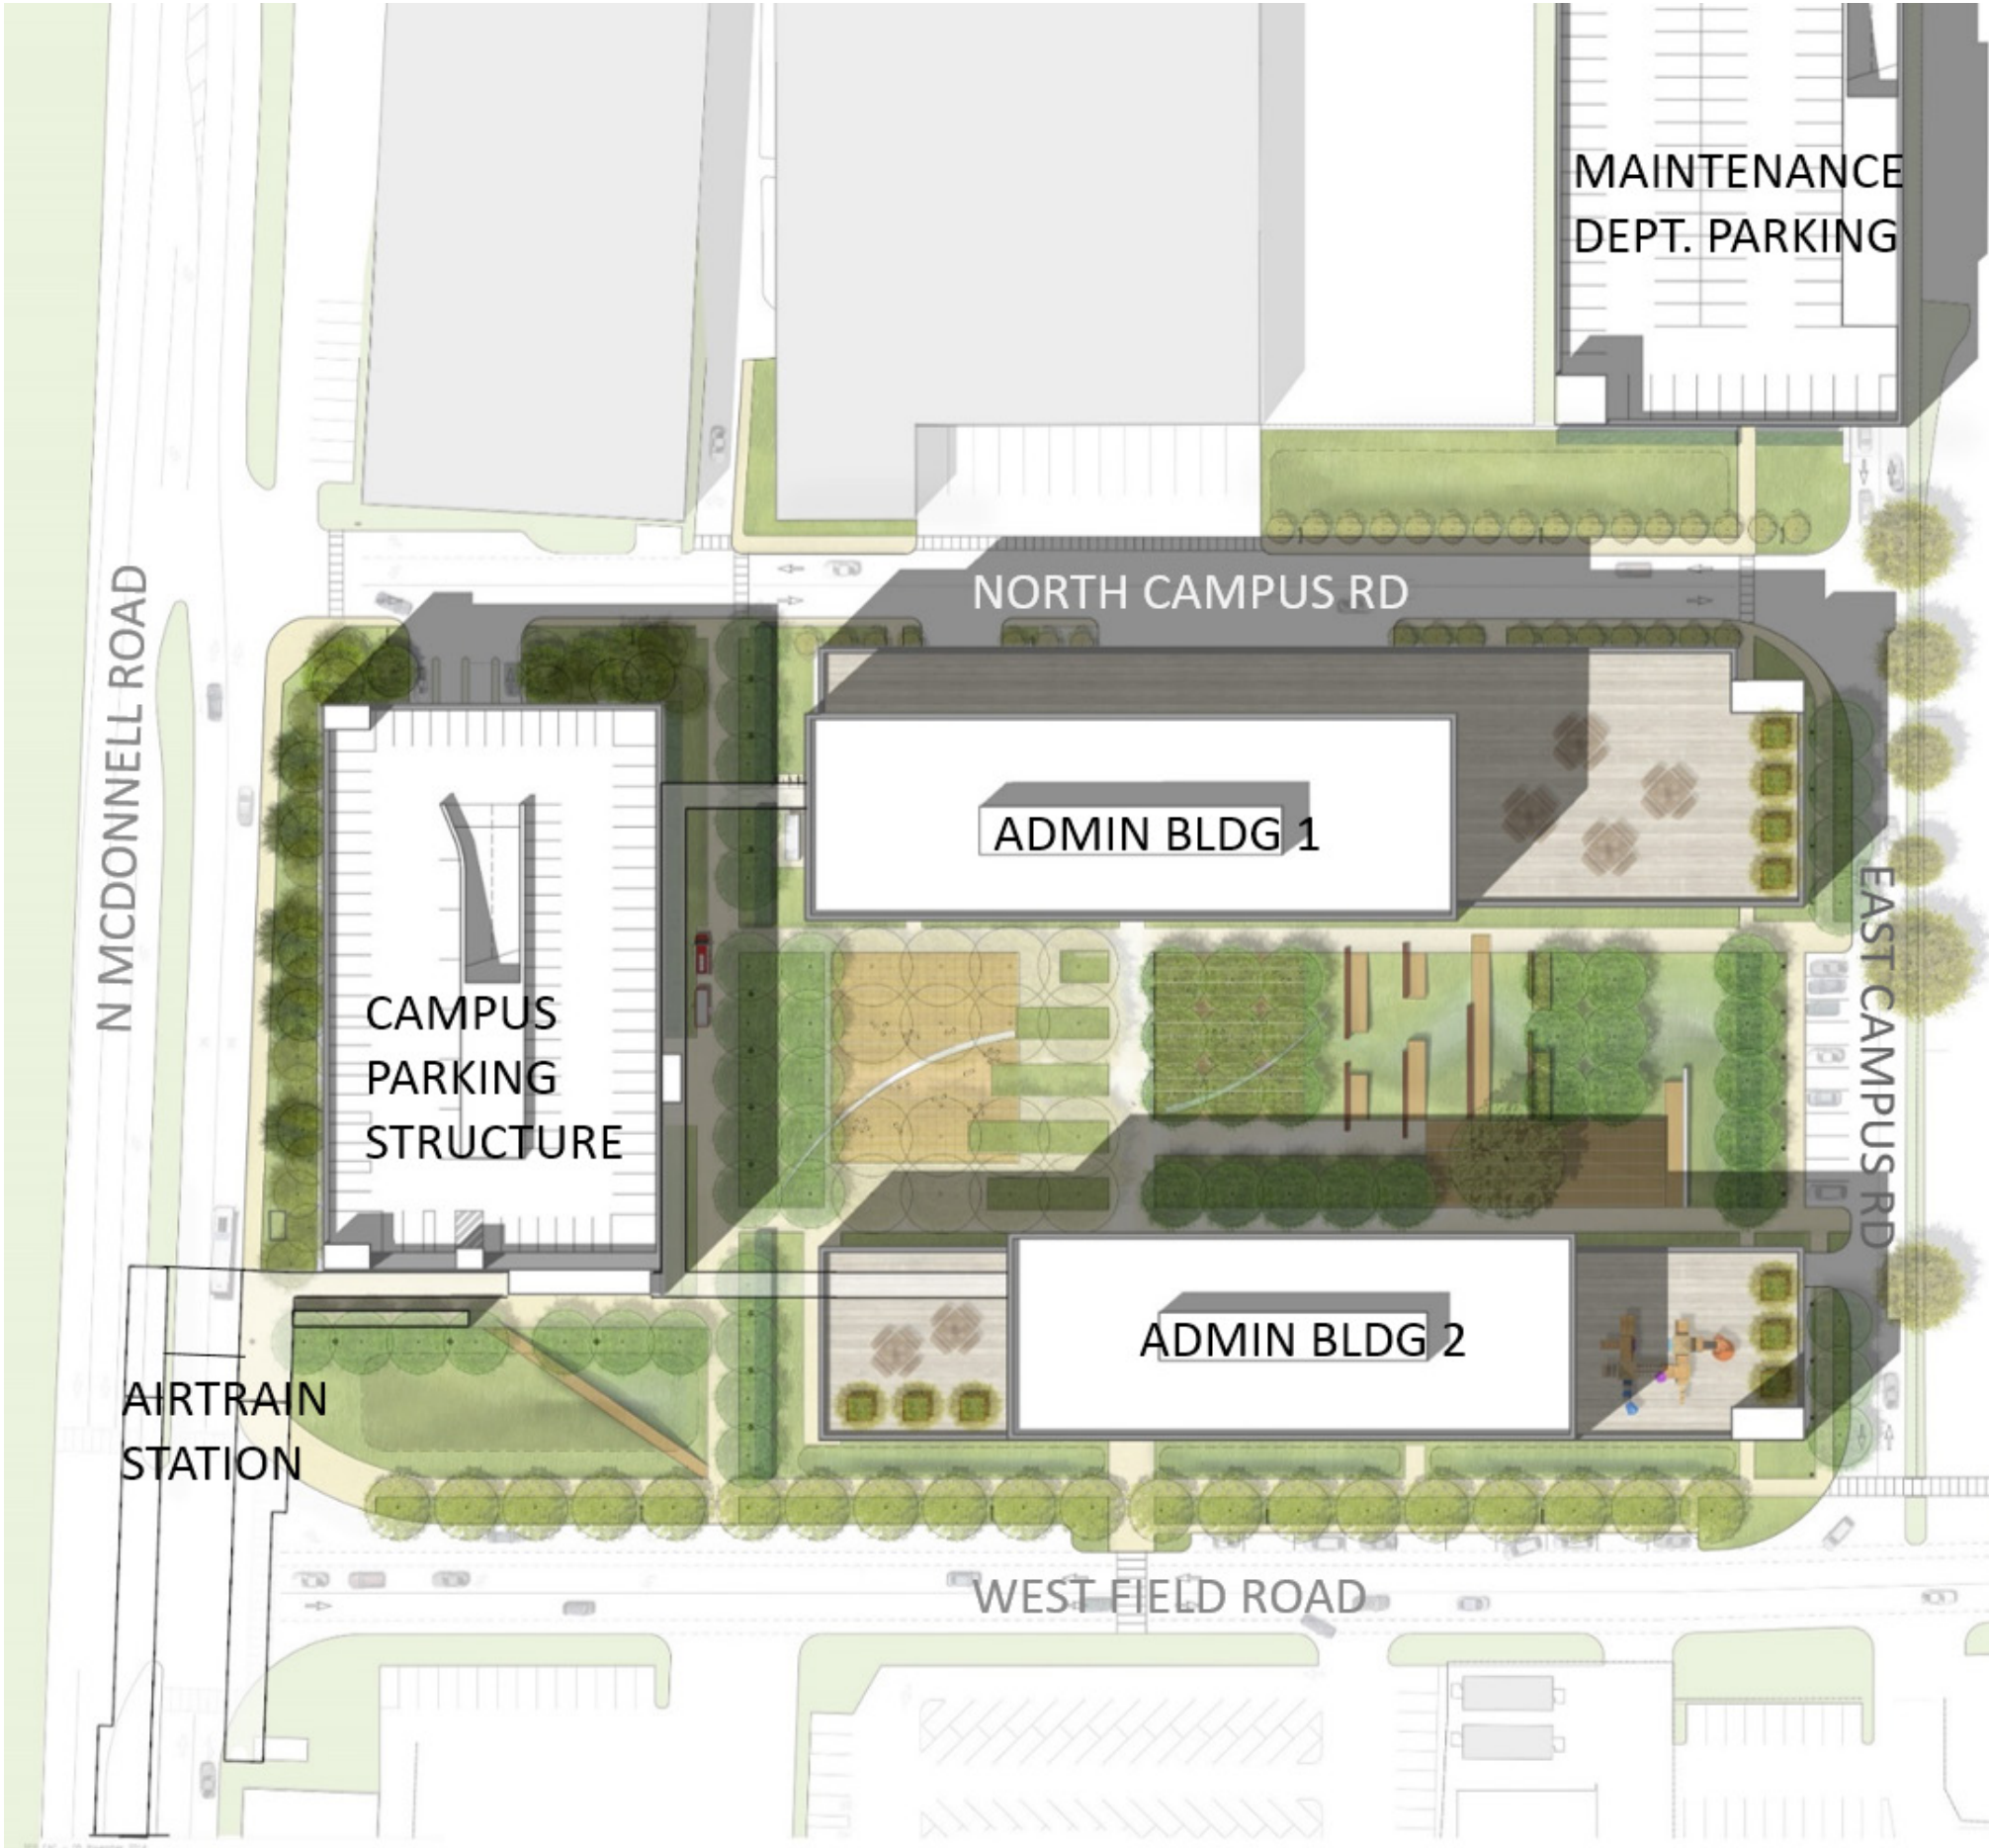 MAINTENANCE
DEPT. PARKING
NORTH CAMPUS RD
N MCDONNELL ROAD
ADMIN BLDG 1
EAST CAMPUS RD
CAMPUS
PARKING
STRUCTURE
ADMIN BLDG 2
AIRTRAIN
STATION
WEST FIELD ROAD